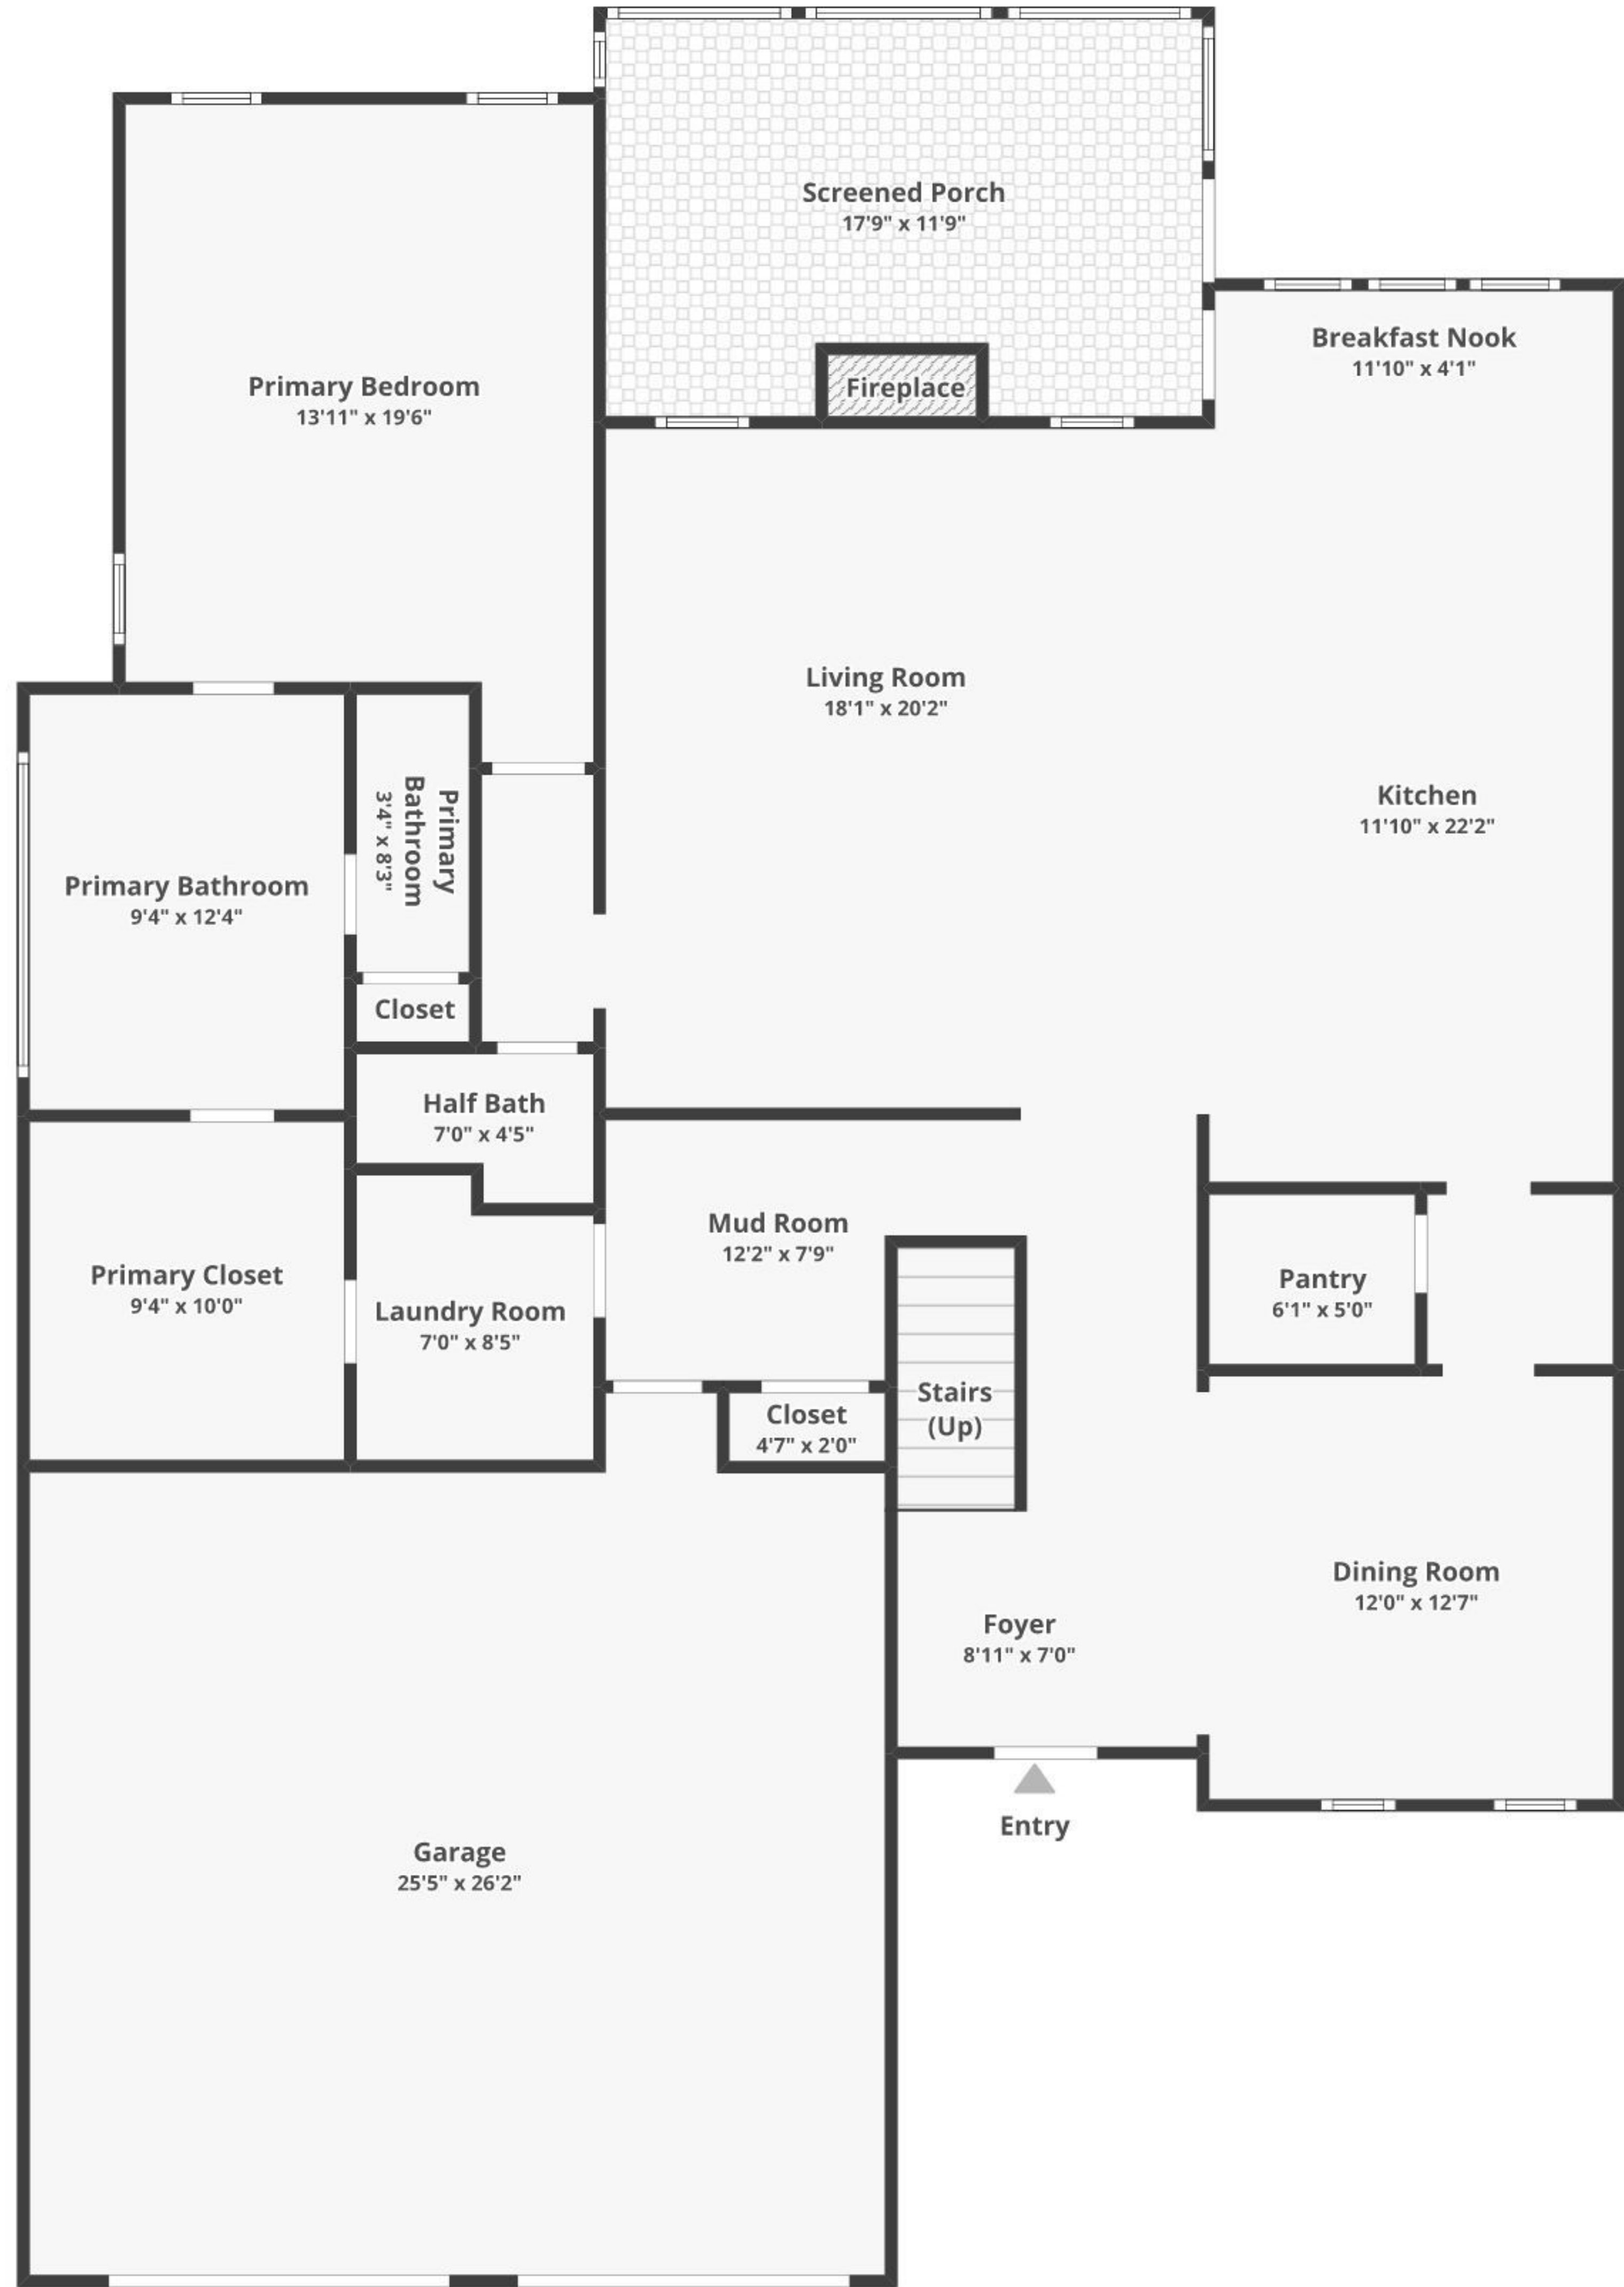 Screened Porch
17'9" x 11'9"
Breakfast Nook
11'10" x 4'1"
Primary Bedroom
13'11" x 19'6"
Fireplace
Living Room
18'1" x 20'2"
Kitchen
11'10" x 22'2"
Primary
Bathroom
3'4" x 8'3"
Primary Bathroom
9'4" x 12'4"
Closet
Half Bath
7'0" x 4'5"
Mud Room
12'2" x 7'9"
Primary Closet
9'4" x 10'0"
Pantry
6'1" x 5'0"
Laundry Room
7'0" x 8'5"
Stairs
(Up)
Closet
4'7" x 2'0"
Dining Room
12'0" x 12'7"
Foyer
8'11" x 7'0"
Entry
Garage
25'5" x 26'2"